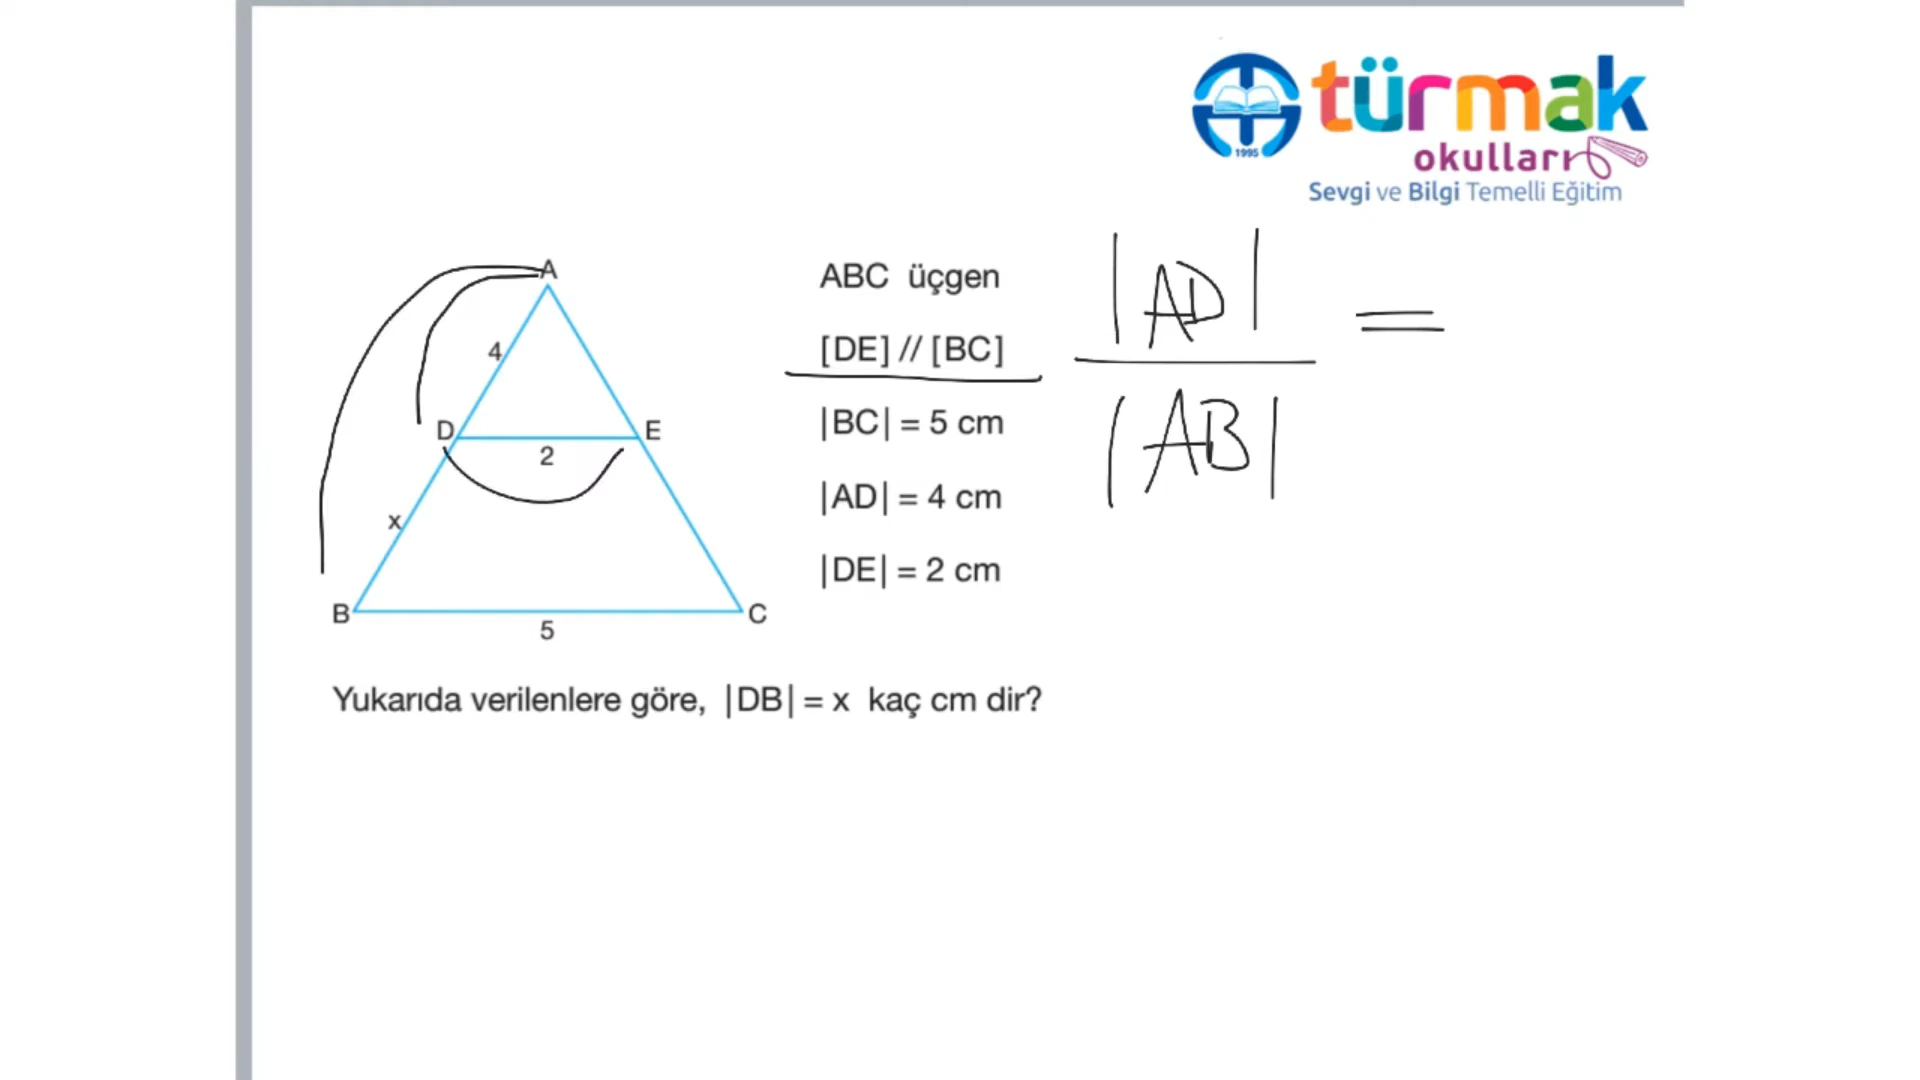 türmak
okulları
1995
Sevgi ve Bilgi Temelli Eğitim
A
4
D
E
2
x
B
C
5
ABC üçgen
[DE] // [BC]
|BC| = 5 cm
|AD| = 4 cm
|DE| = 2 cm
|AD|
=
|AB|
Yukarıda verilenlere göre, |DB| = x kaç cm dir?